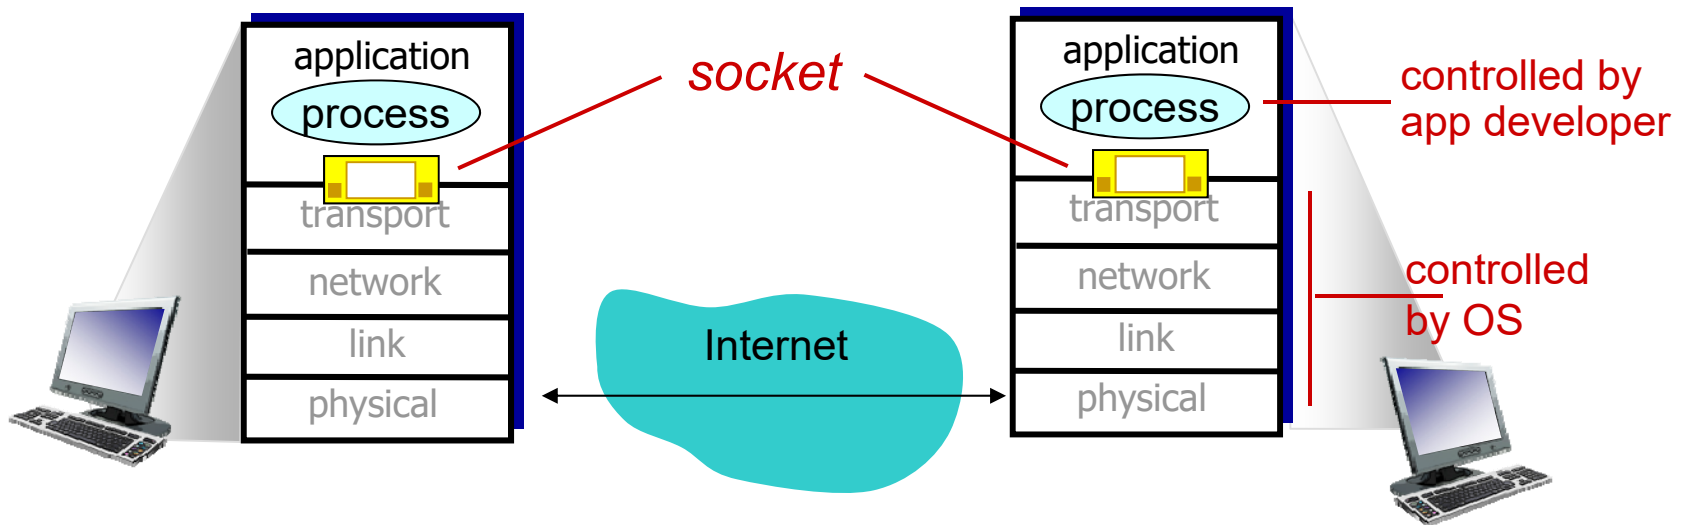 application
process
transport
network
link
physical
socket
Internet
application
process
transport
network
link
physical
controlled by
app developer
controlled
by OS